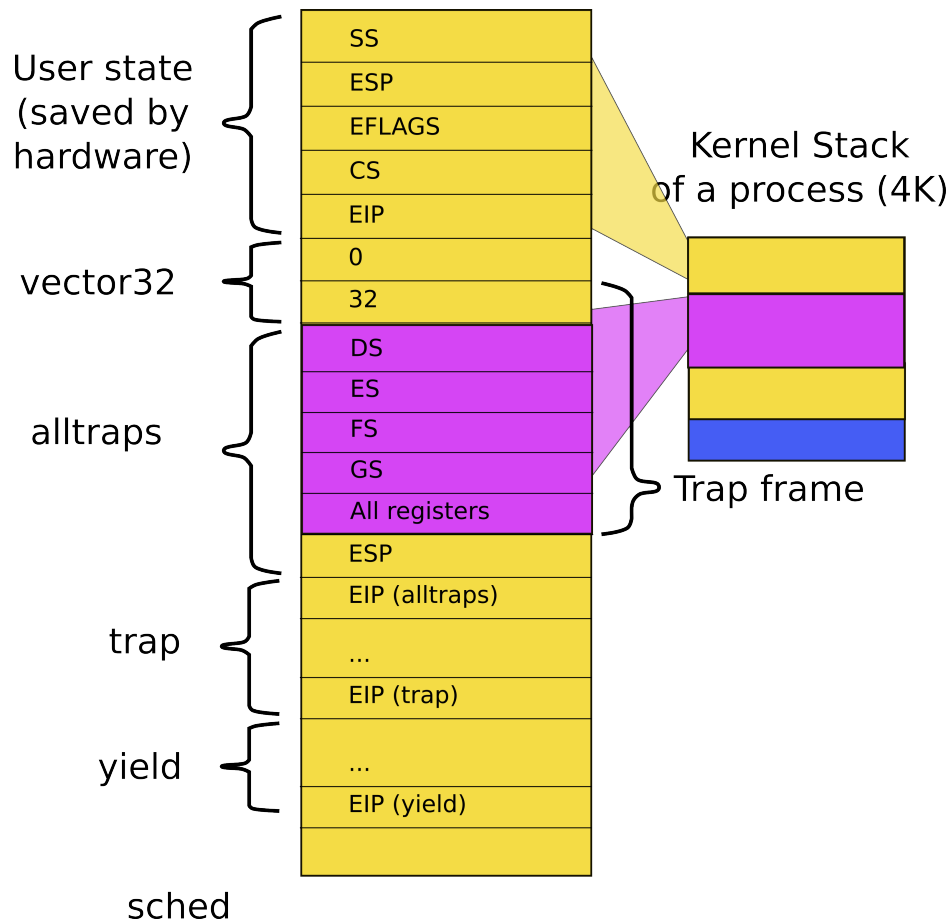 User state
(saved by
hardware)
vector32
alltraps
trap
yield
sched
SS
ESP
EFLAGS
CS
EIP
0
32
DS
ES
FS
GS
All registers
ESP
EIP (alltraps)
...
EIP (trap)
...
EIP (yield)
Kernel Stack
of a process (4K)
Trap frame